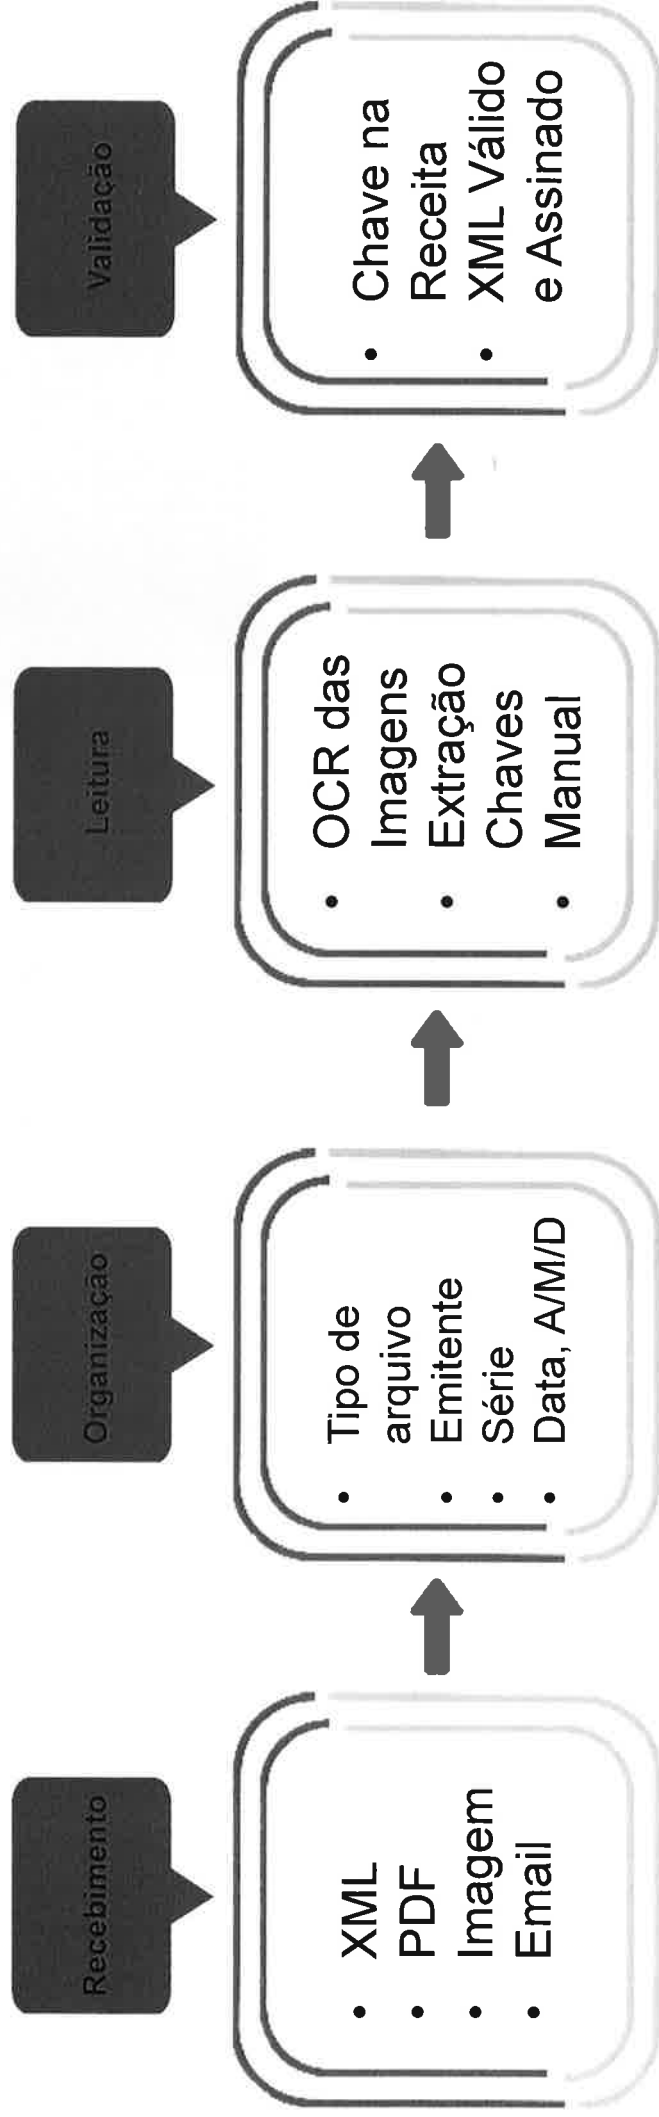 Recebimento
• XML
• PDF
• Imagem
• Email
Organização
• Tipo de
arquivo
• Emitente
• Série
• Data, A/M/D
Leitura
• OCR das
Imagens
• Extração
Chaves
• Manual
Validação
• Chave na
Receita
• XML Válido
e Assinado